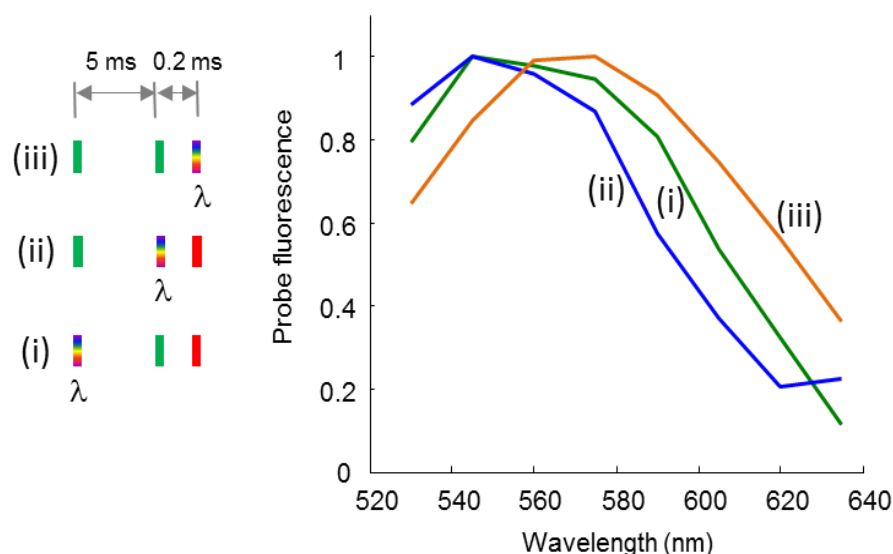 5 ms 0.2 ms
(iii)
λ
(ii)
λ
(i)
λ
Probe fluorescence
1
0.8
0.6
0.4
0.2
0
(ii)
(i)
(iii)
520 540 560 580 600 620 640
Wavelength (nm)